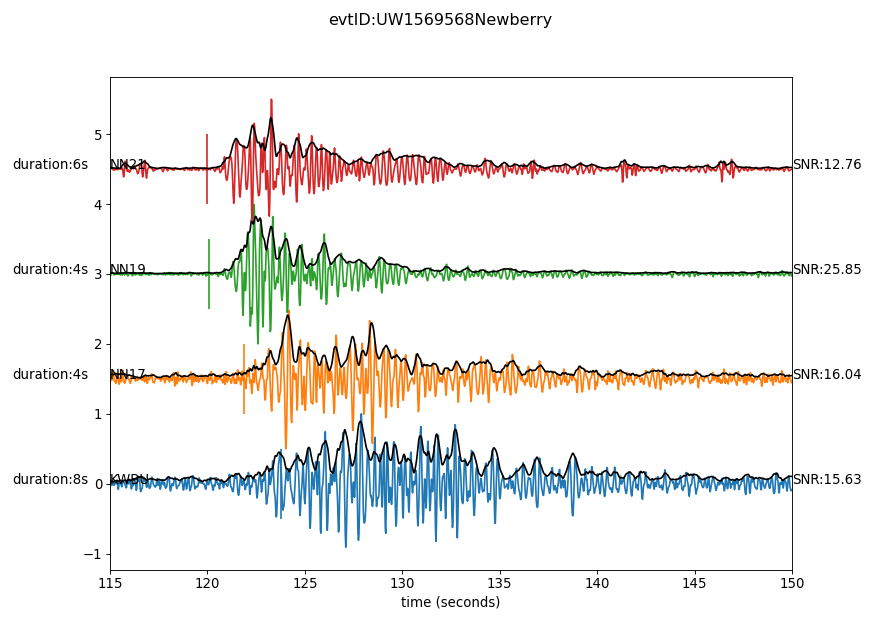 evtID:UW1569568Newberry
5
duration:6s NN21 SNR:12.76
4
duration:4s NN19 SNR:25.85
3
2
duration:4s NN17 SNR:16.04
1
duration:8s SNR:15.63
0
−1
115 120 125 130 135 140 145 150
time (seconds)